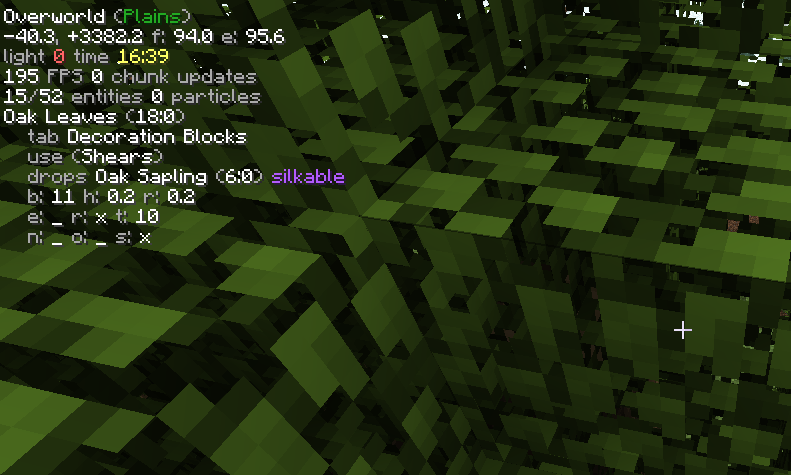 Overworld (Plains)
-40.3, +3382.2 f: 94.0 e: 95.6
light 0 time 16:39
195 FPS 0 chunk updates
15/52 entities 0 particles
Oak Leaves (18:0)
tab Decoration Blocks
use (Shears)
drops Oak Sapling (6:0) silkable
b: 11 h: 0.2 r: 0.2
e: _ r: x t: 10
n: _ o: _ s: x